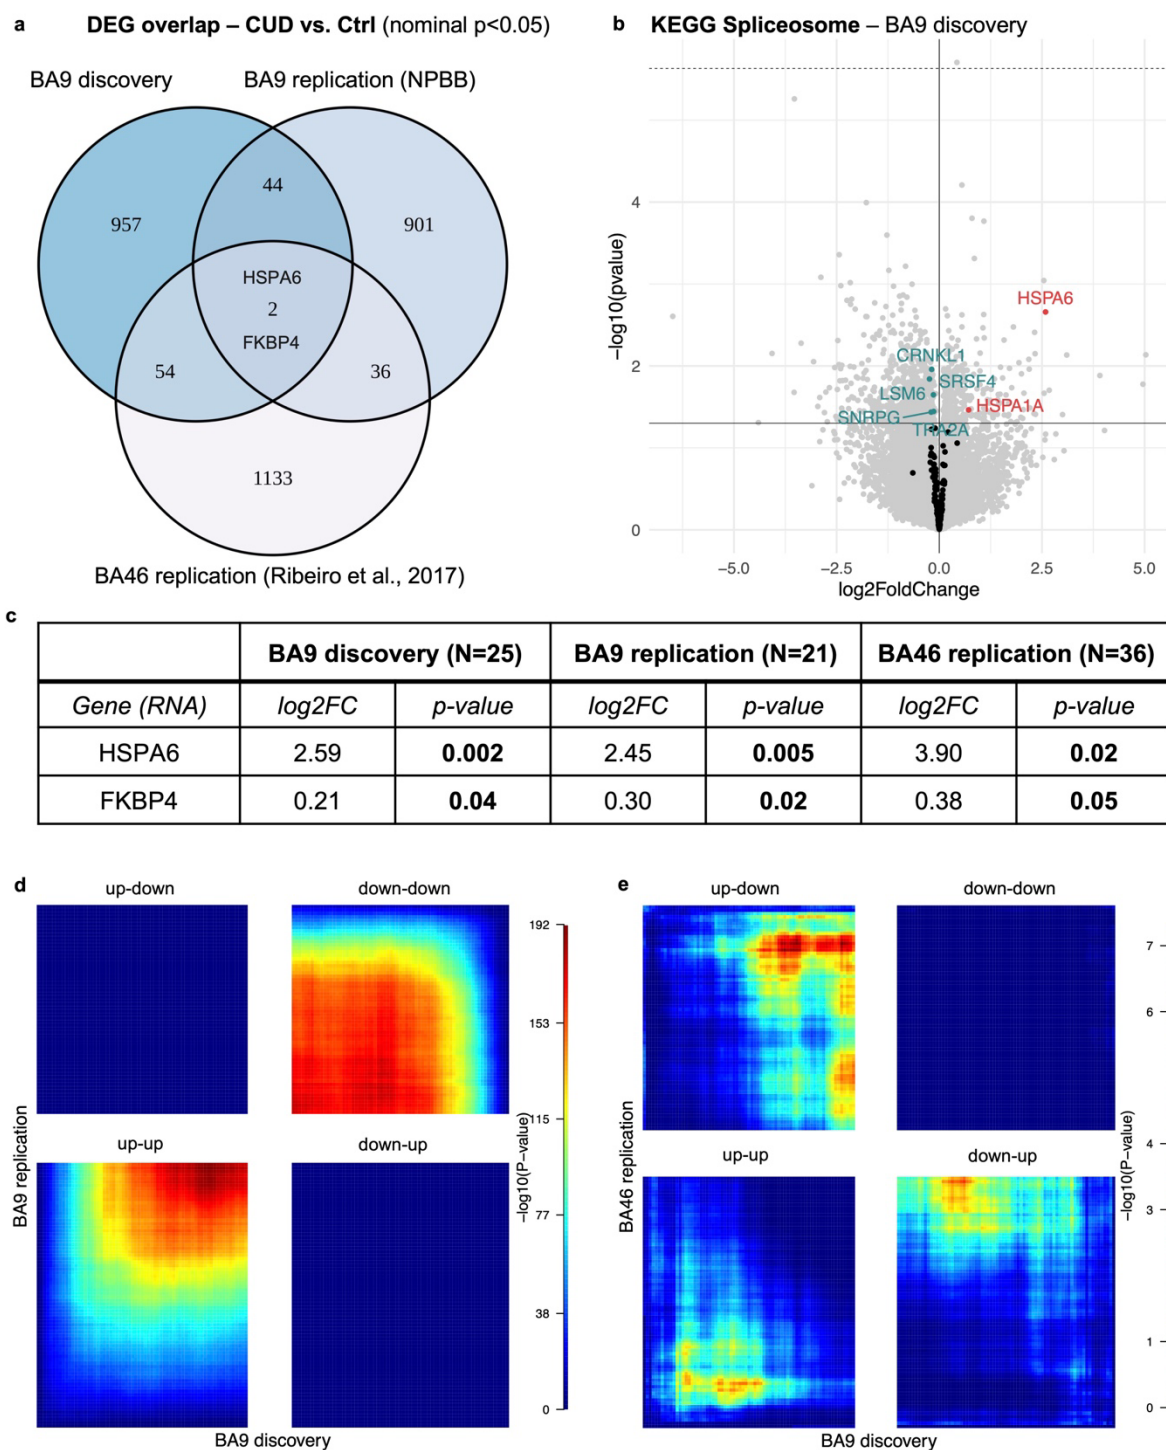 a DEG overlap – CUD vs. Ctrl (nominal p<0.05)
BA9 discovery
BA9 replication (NPBB)
44
957
901
HSPA6
2
FKBP4
54
36
1133
BA46 replication (Ribeiro et al., 2017)
b KEGG Spliceosome – BA9 discovery
−log10(pvalue)
4
2
0
HSPA6
CRNKL1
SRSF4
LSM6
HSPA1A
SNRPG
TRA2A
−5.0 −2.5 0.0 2.5 5.0
log2FoldChange
c
BA9 discovery (N=25) BA9 replication (N=21) BA46 replication (N=36)
Gene (RNA) log2FC p-value log2FC p-value log2FC p-value
HSPA6 2.59 0.002 2.45 0.005 3.90 0.02
FKBP4 0.21 0.04 0.30 0.02 0.38 0.05
d
up-down down-down
up-up down-up
BA9 replication
BA9 discovery
192
153
115
77
38
0
−log10(P−value)
e
up-down down-down
up-up down-up
BA46 replication
BA9 discovery
7
6
4
3
1
0
−log10(P−value)